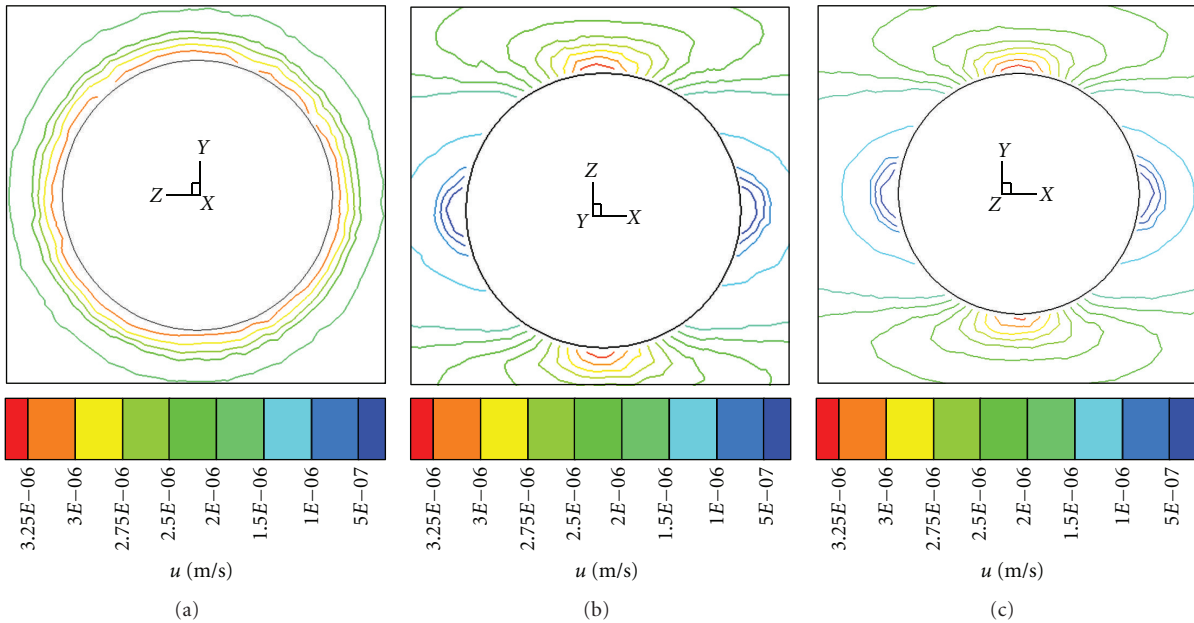 Y
Z
X
3.25E−06
3E−06
2.75E−06
2.5E−06
2E−06
1.5E−06
1E−06
5E−07
u (m/s)
(a)
Z
Y
X
3.25E−06
3E−06
2.75E−06
2.5E−06
2E−06
1.5E−06
1E−06
5E−07
u (m/s)
(b)
Y
Z
X
3.25E−06
3E−06
2.75E−06
2.5E−06
2E−06
1.5E−06
1E−06
5E−07
u (m/s)
(c)